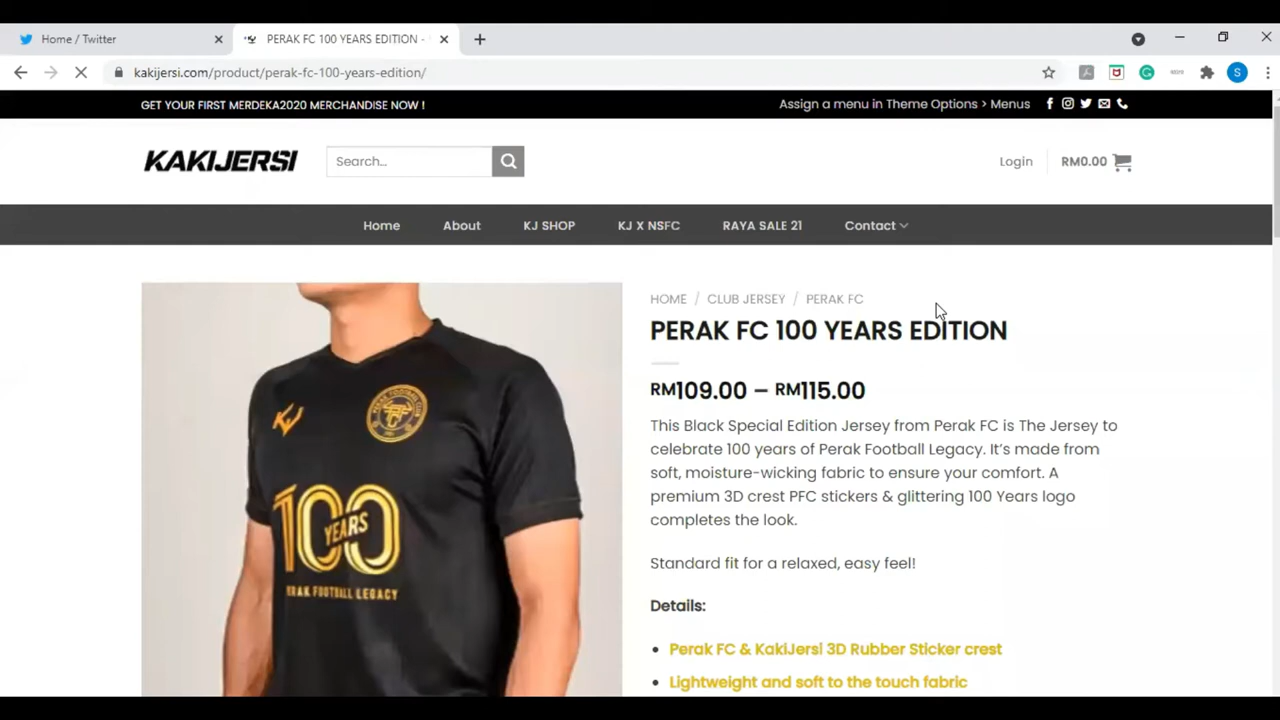 Home / Twitter
PERAK FC 100 YEARS EDITION -
kakijersi.com/product/perak-fc-100-years-edition/
S
GET YOUR FIRST MERDEKA2020 MERCHANDISE NOW !
Assign a menu in Theme Options > Menus
KAKIJERSI
Search...
Login
RM0.00
Home
About
KJ SHOP
KJ X NSFC
RAYA SALE 21
Contact
HOME / CLUB JERSEY / PERAK FC
PERAK FC 100 YEARS EDITION
RM109.00 – RM115.00
This Black Special Edition Jersey from Perak FC is The Jersey to
celebrate 100 years of Perak Football Legacy. It’s made from
soft, moisture-wicking fabric to ensure your comfort. A
premium 3D crest PFC stickers & glittering 100 Years logo
completes the look.
Standard fit for a relaxed, easy feel!
Details:
• Perak FC & KakiJersi 3D Rubber Sticker crest
• Lightweight and soft to the touch fabric
100
YEARS
PERAK FOOTBALL LEGACY